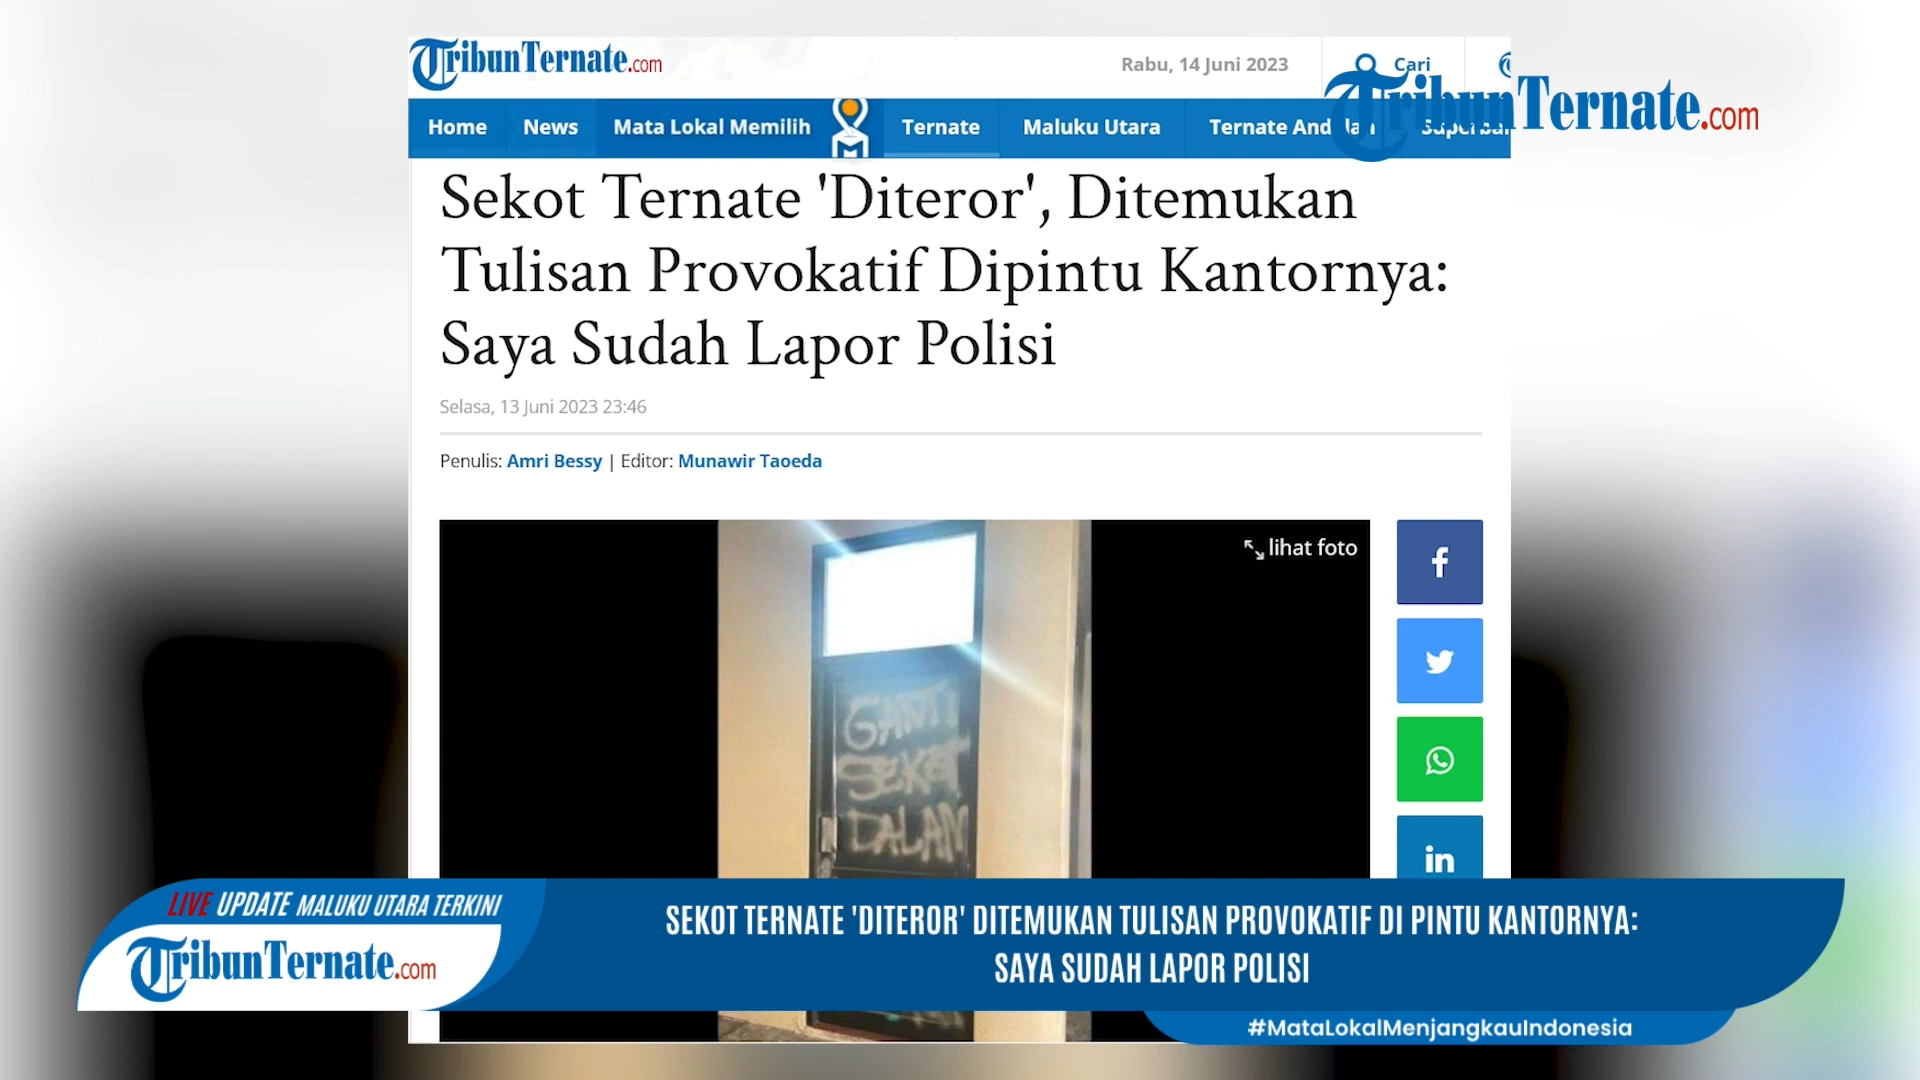 TribunTernate.com
Rabu, 14 Juni 2023
Cari
TribunTernate.com
Home
News
Mata Lokal Memilih
Ternate
Maluku Utara
Ternate
Sekot Ternate 'Diteror', Ditemukan
Tulisan Provokatif Dipintu Kantornya:
Saya Sudah Lapor Polisi
Selasa, 13 Juni 2023 23:46
Penulis: Amri Bessy | Editor: Munawir Taoeda
lihat foto
GANTI
SEKOT
DALAM
LIVE UPDATE MALUKU UTARA TERKINI
TribunTernate.com
SEKOT TERNATE 'DITEROR' DITEMUKAN TULISAN PROVOKATIF DI PINTU KANTORNYA:
SAYA SUDAH LAPOR POLISI
#MataLokalMenjangkauIndonesia